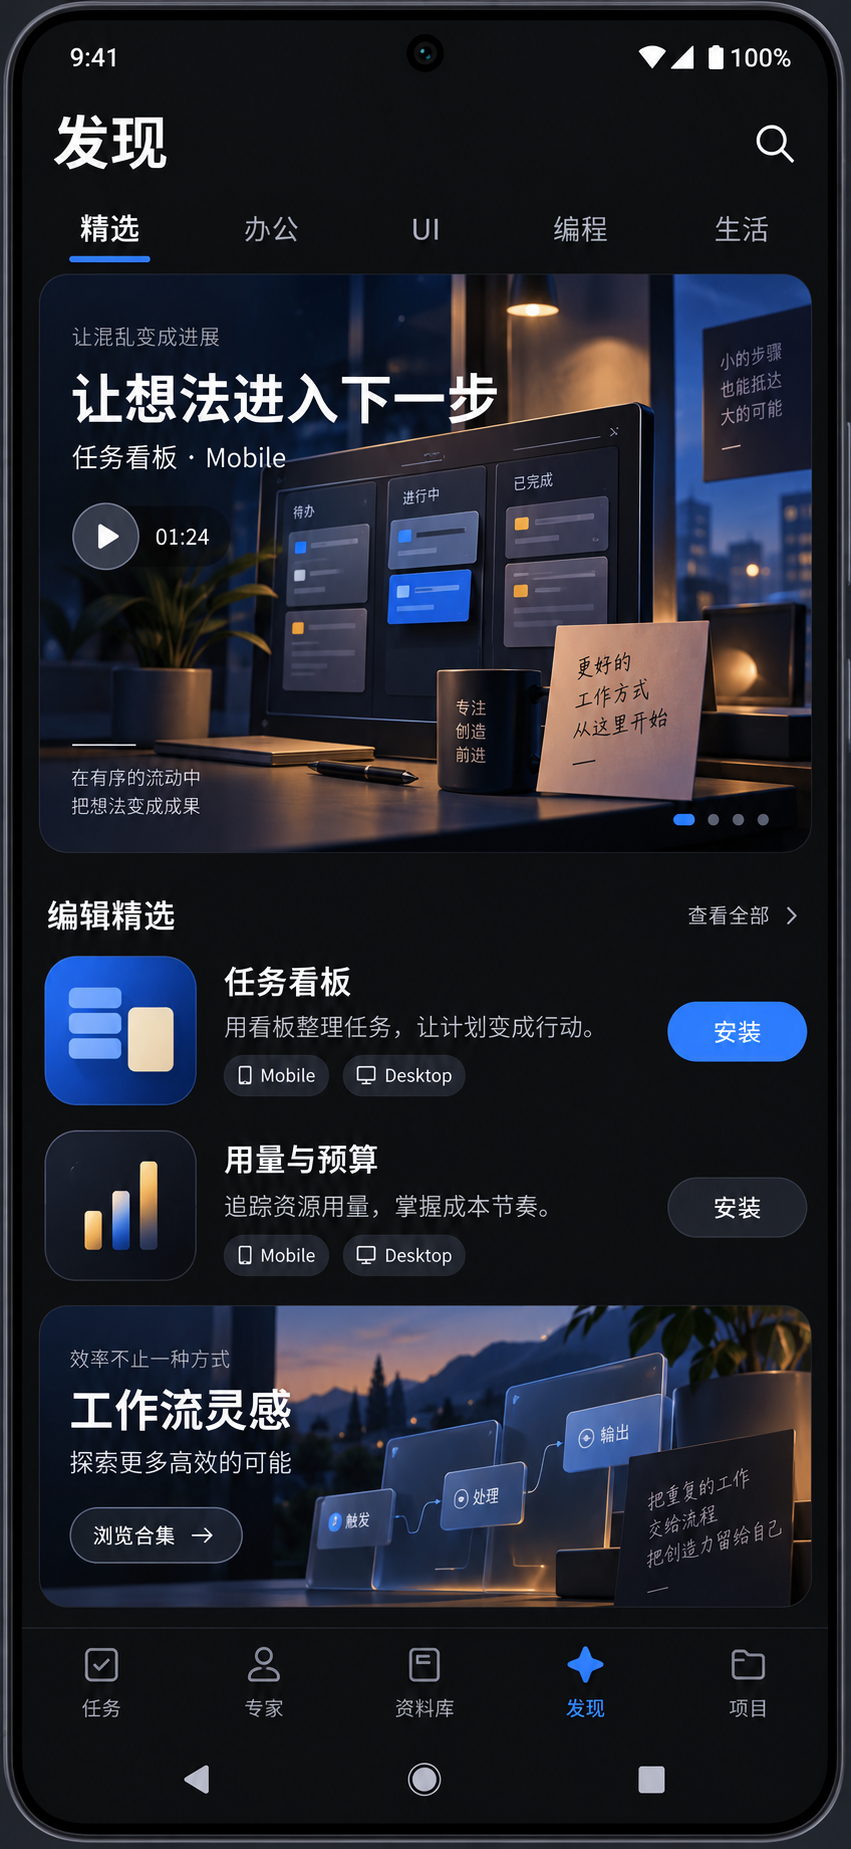 9:41
100%
发现
精选
办公
UI
编程
生活
让混乱变成进展
让想法进入下一步
任务看板 · Mobile
01:24
小的步骤
也能抵达
大的可能
待办
进行中
已完成
更好的
工作方式
从这里开始
专注
创造
前进
在有序的流动中
把想法变成成果
编辑精选
查看全部
任务看板
用看板整理任务，让计划变成行动。
Mobile
Desktop
安装
用量与预算
追踪资源用量，掌握成本节奏。
Mobile
Desktop
安装
效率不止一种方式
工作流灵感
探索更多高效的可能
浏览合集
触发
处理
輸出
把重复的工作
交给流程
把创造力留给自己
任务
专家
资料库
发现
项目